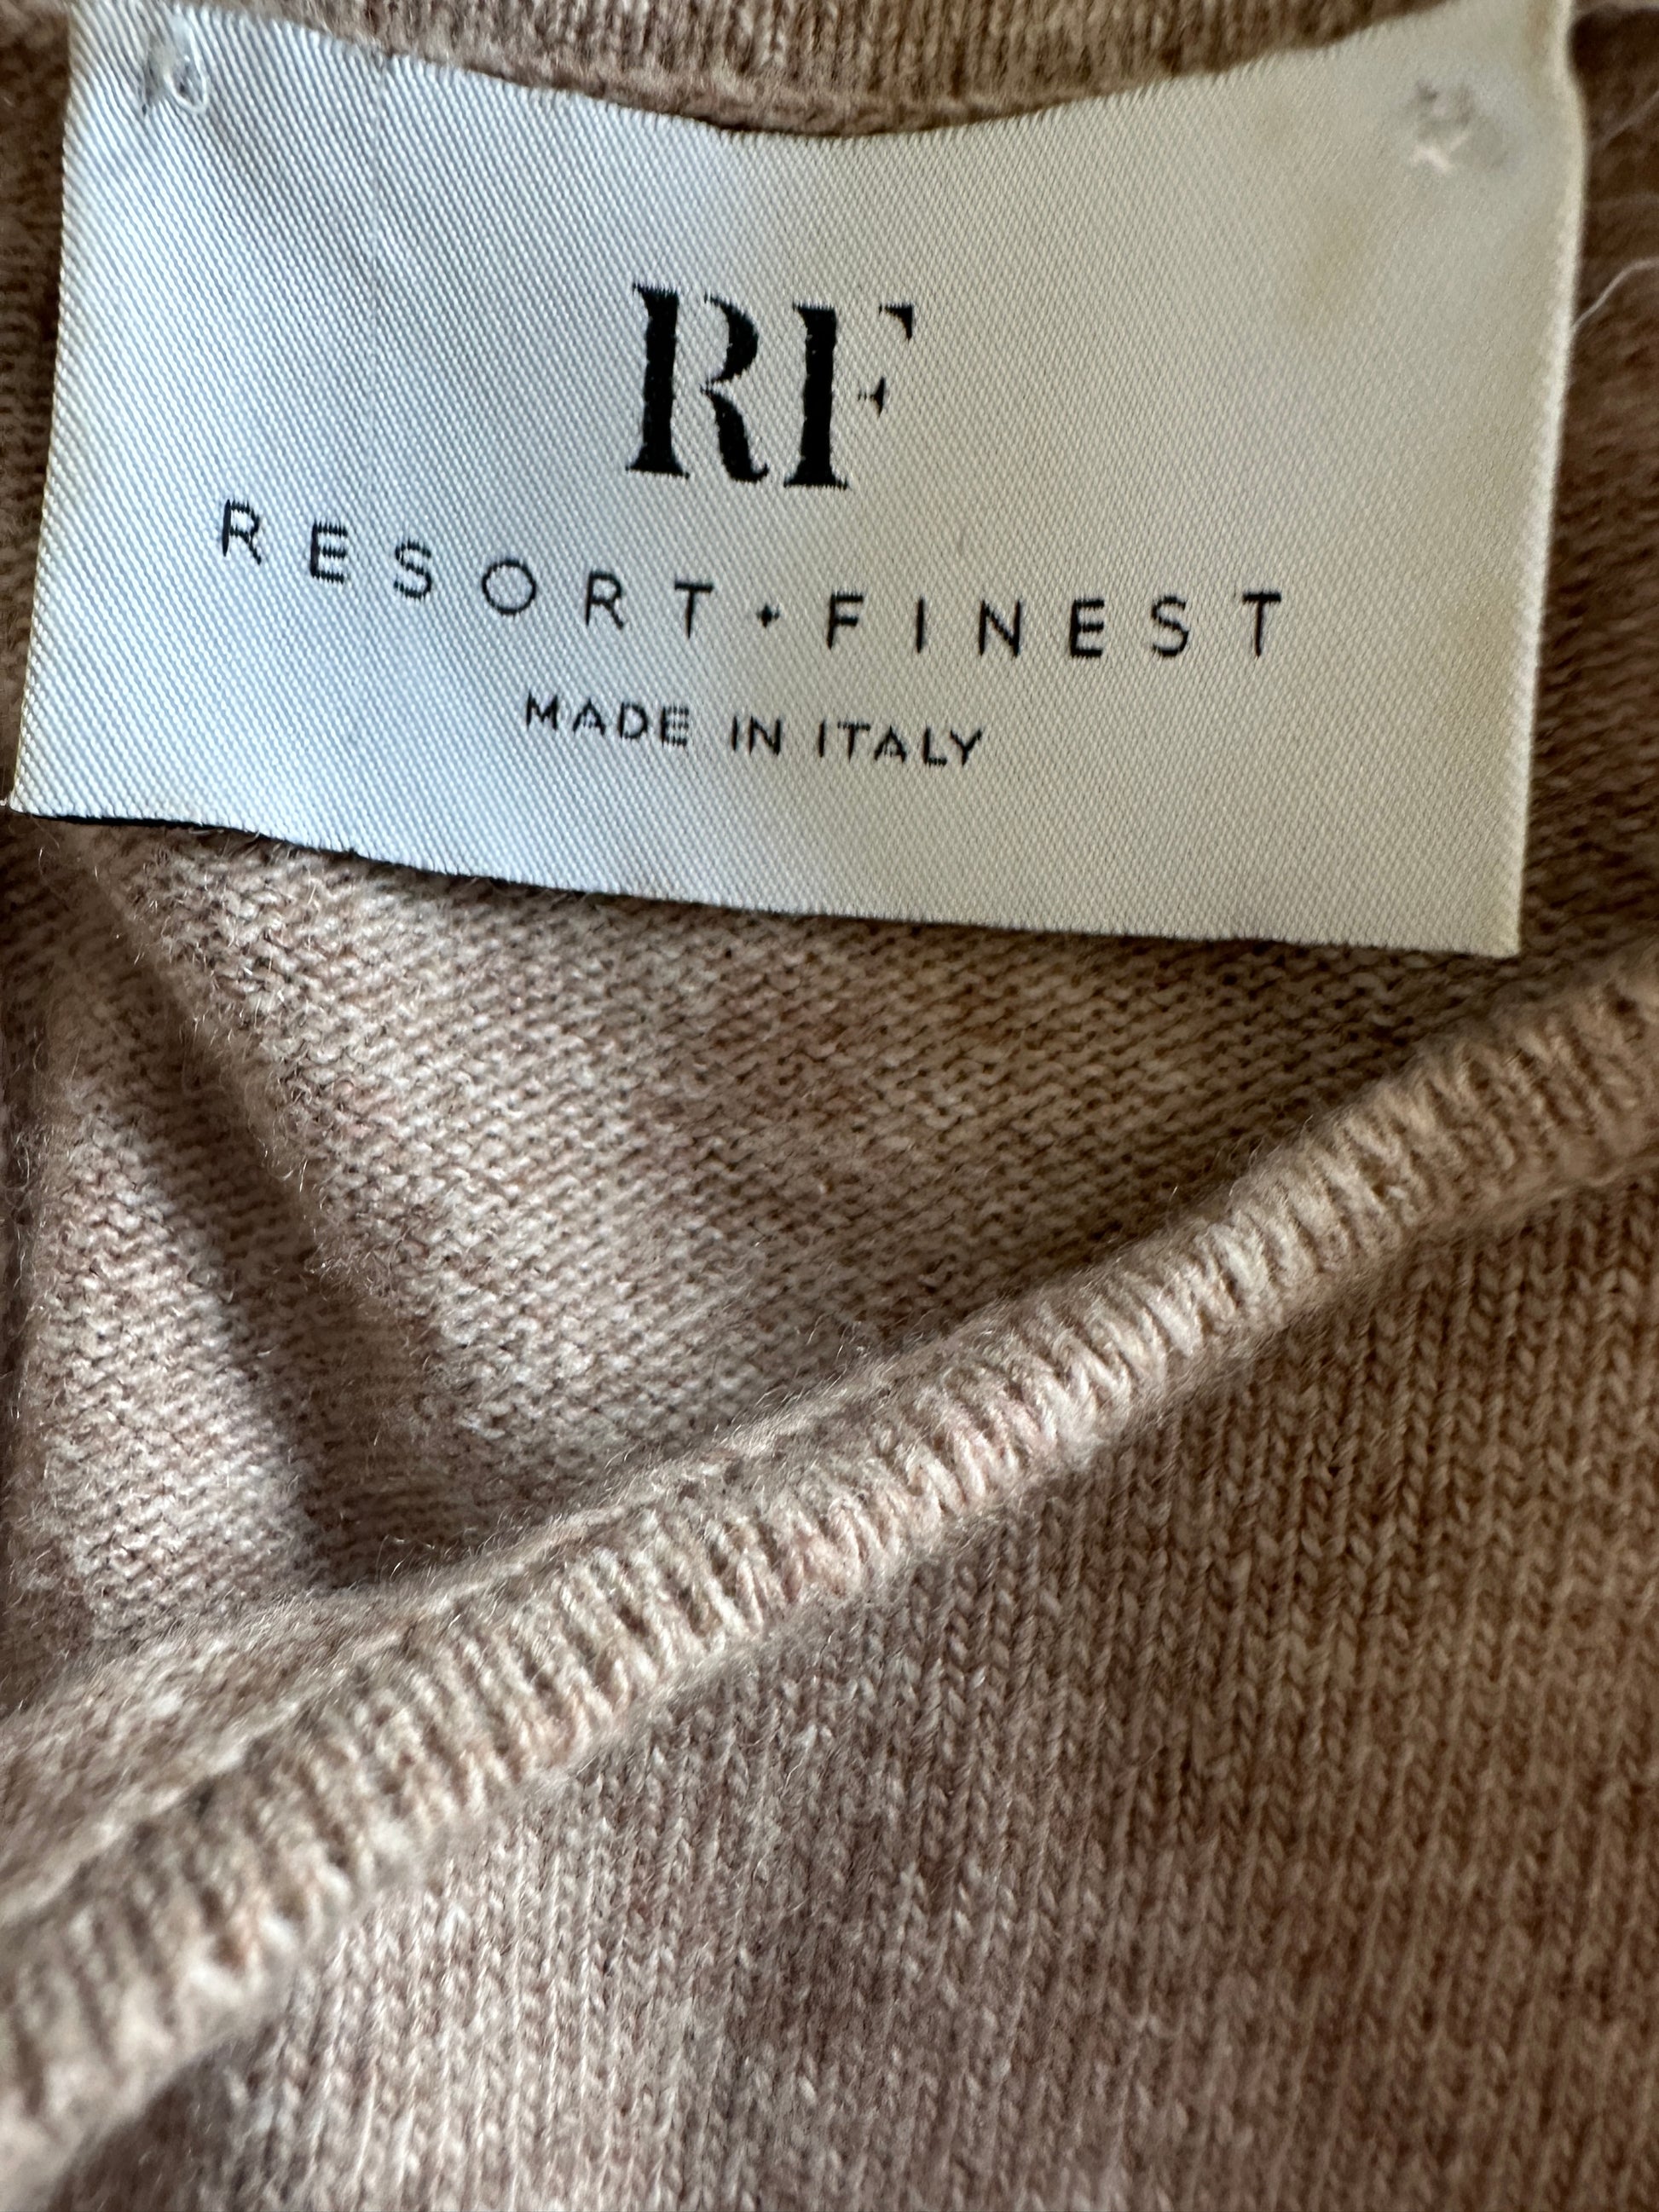 RF
RESORT+FINEST
MADE IN ITALY